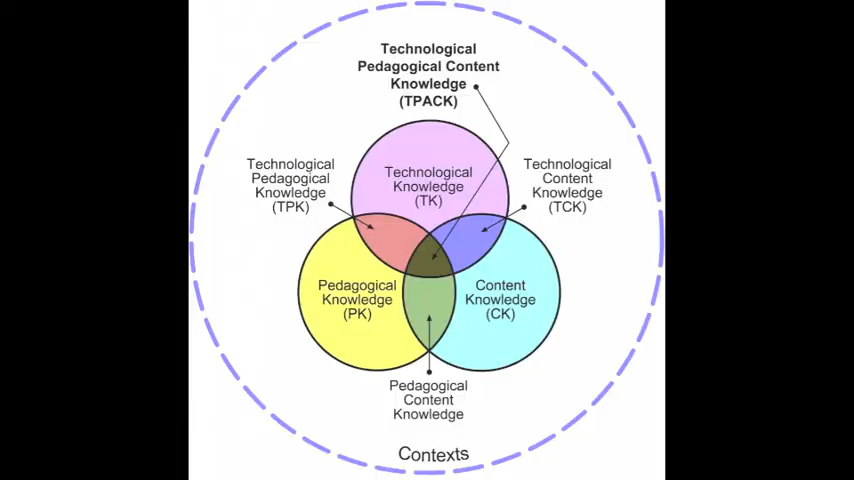 Technological
Pedagogical Content
Knowledge
(TPACK)
Technological
Pedagogical
Knowledge
(TPK)
Technological
Knowledge
(TK)
Technological
Content
Knowledge
(TCK)
Pedagogical
Knowledge
(PK)
Content
Knowledge
(CK)
Pedagogical
Content
Knowledge
Contexts